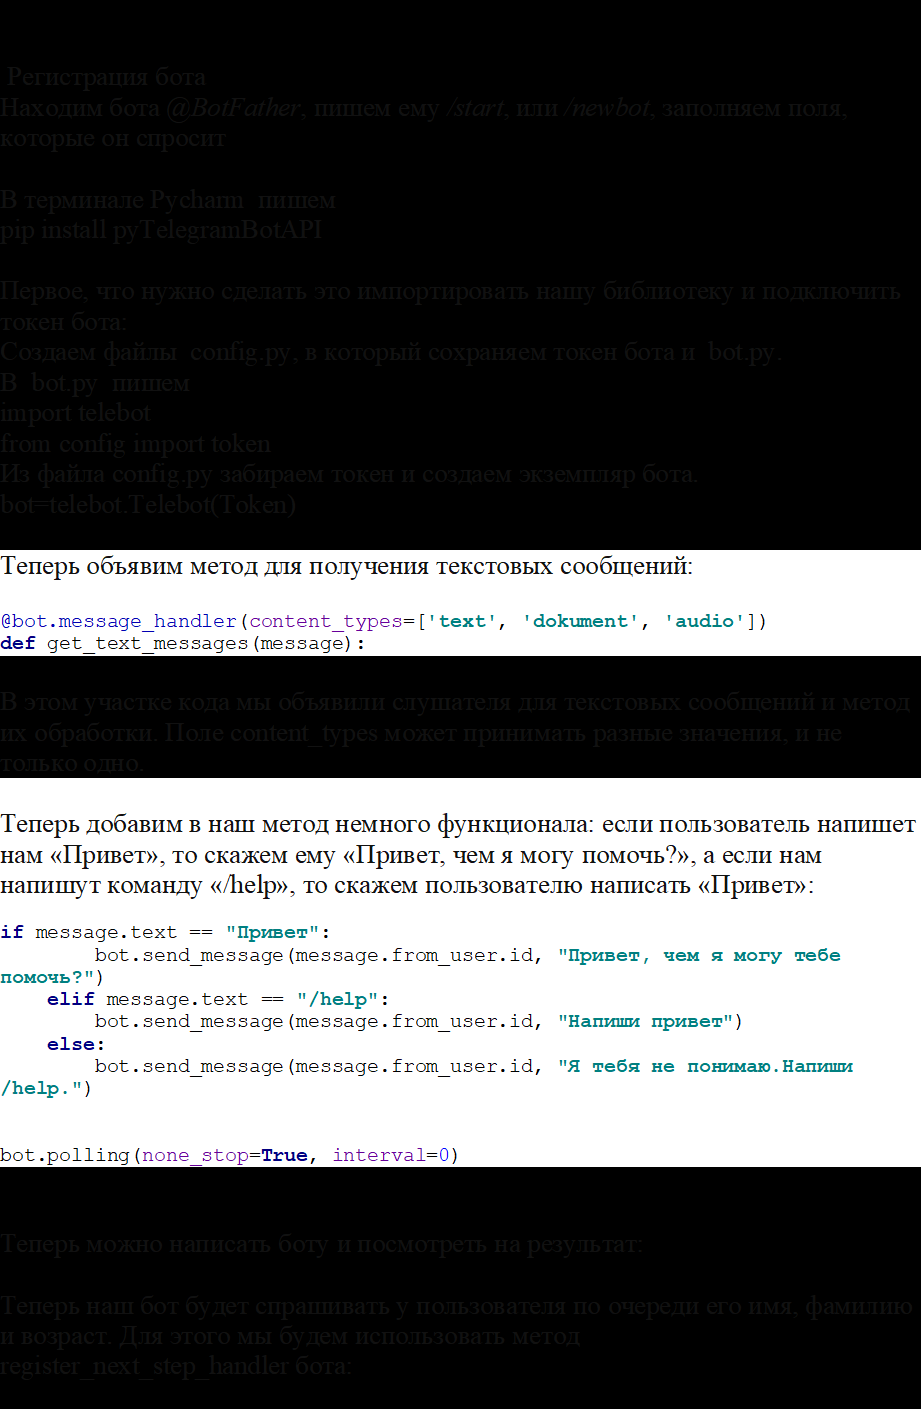 Регистрация бота
Находим бота @BotFather, пишем ему /start, или /newbot, заполняем поля,
которые он спросит
В терминале Pycharm пишем
pip install pyTelegramBotAPI
Первое, что нужно сделать это импортировать нашу библиотеку и подключить
токен бота:
Создаем файлы config.py, в который сохраняем токен бота и bot.py.
В bot.py пишем
import telebot
from config import token
Из файла config.py забираем токен и создаем экземпляр бота.
bot=telebot.Telebot(Token)
Теперь объявим метод для получения текстовых сообщений:
@bot.message_handler(content_types=['text', 'dokument', 'audio'])
def get_text_messages(message):
В этом участке кода мы объявили слушателя для текстовых сообщений и метод
их обработки. Поле content_types может принимать разные значения, и не
только одно.
Теперь добавим в наш метод немного функционала: если пользователь напишет
нам «Привет», то скажем ему «Привет, чем я могу помочь?», а если нам
напишут команду «/help», то скажем пользователю написать «Привет»:
if message.text == "Привет":
        bot.send_message(message.from_user.id, "Привет, чем я могу тебе
помочь?")
    elif message.text == "/help":
        bot.send_message(message.from_user.id, "Напиши привет")
    else:
        bot.send_message(message.from_user.id, "Я тебя не понимаю.Напиши
/help.")
bot.polling(none_stop=True, interval=0)
Теперь можно написать боту и посмотреть на результат:
Теперь наш бот будет спрашивать у пользователя по очереди его имя, фамилию
и возраст. Для этого мы будем использовать метод
register_next_step_handler бота: